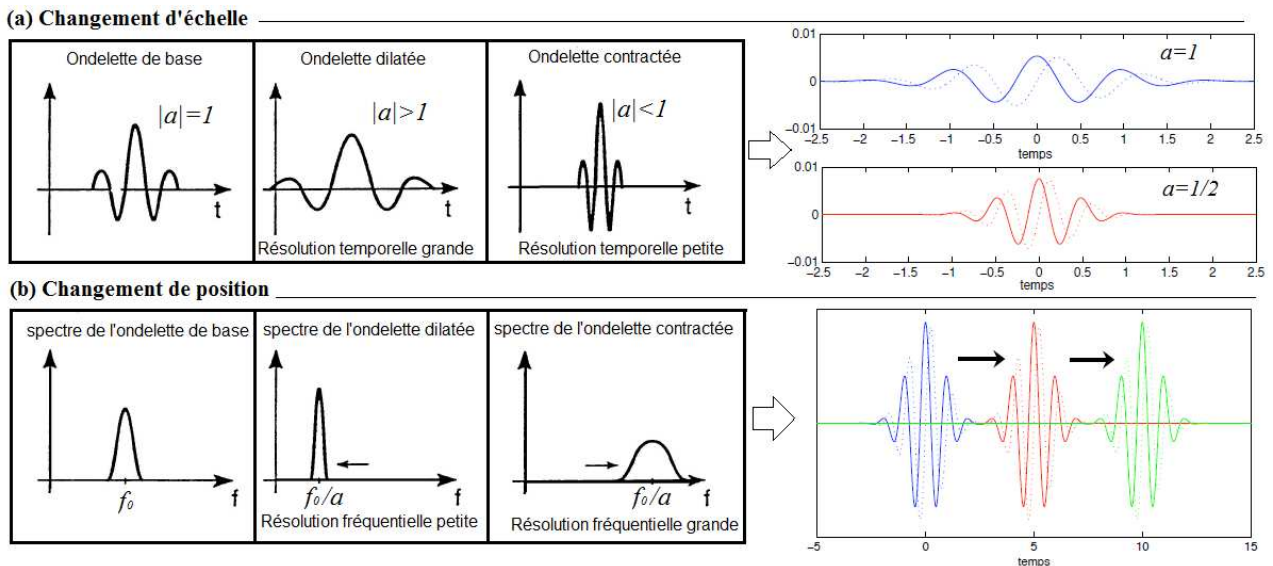 (a) Changement d'échelle
Ondelette de base
Ondelette dilatée
Ondelette contractée
|a|=1
|a|>1
|a|<1
t
t
t
Résolution temporelle grande
Résolution temporelle petite
0.01
0
−0.01
a=1
−2.5 −2 −1.5 −1 −0.5 0 0.5 1 1.5 2 2.5
temps
0.01
0
−0.01
a=1/2
−2.5 −2 −1.5 −1 −0.5 0 0.5 1 1.5 2 2.5
temps
(b) Changement de position
spectre de l'ondelette de base
spectre de l'ondelette dilatée
spectre de l'ondelette contractée
f₀
f
f₀/a
f
f₀/a
f
Résolution fréquentielle petite
Résolution fréquentielle grande
−5 0 5 10 15
temps